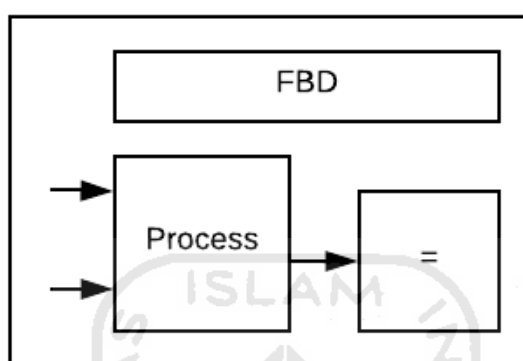 FBD
Process
=
ISLAM